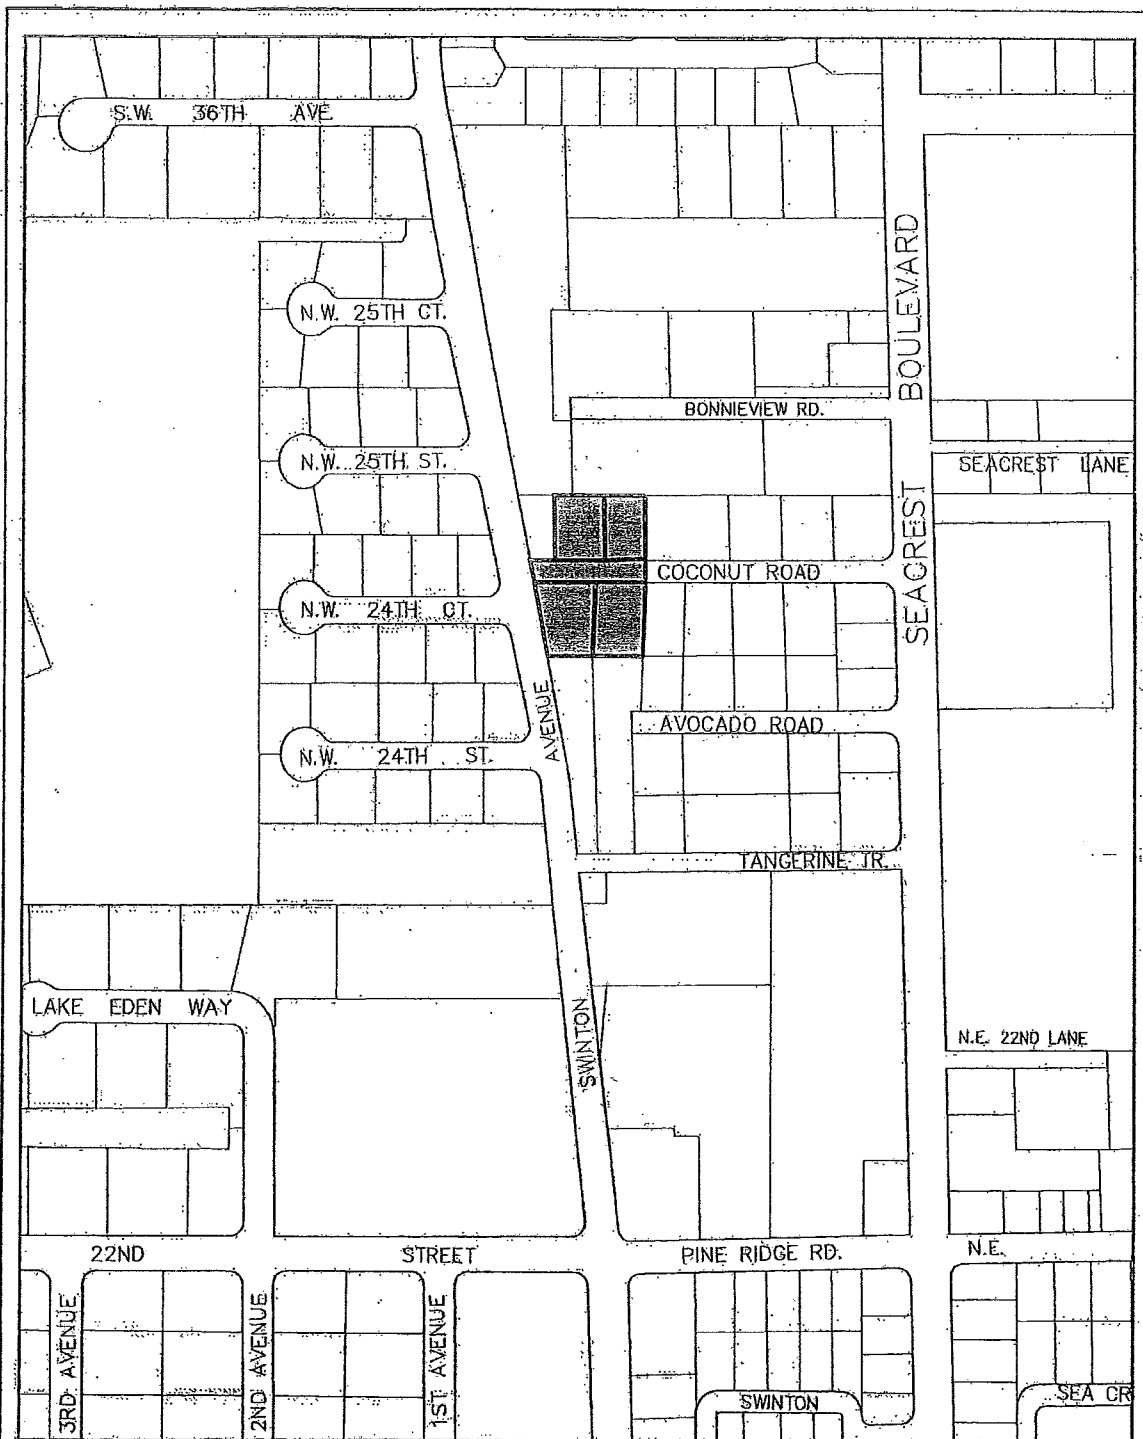 S.W. 36TH AVE
BOULEVARD
N.W. 25TH CT.
BONNIEVIEW RD.
N.W. 25TH ST.
SEACREST LANE
SEACREST
COCONUT ROAD
N.W. 24TH CT.
AVENUE
AVOCADO ROAD
N.W. 24TH ST.
TANGERINE TR.
LAKE EDEN WAY
SWINTON
N.E. 22ND LANE
22ND STREET
PINE RIDGE RD.
N.E.
3RD AVENUE
2ND AVENUE
1ST AVENUE
SWINTON
SEA CR